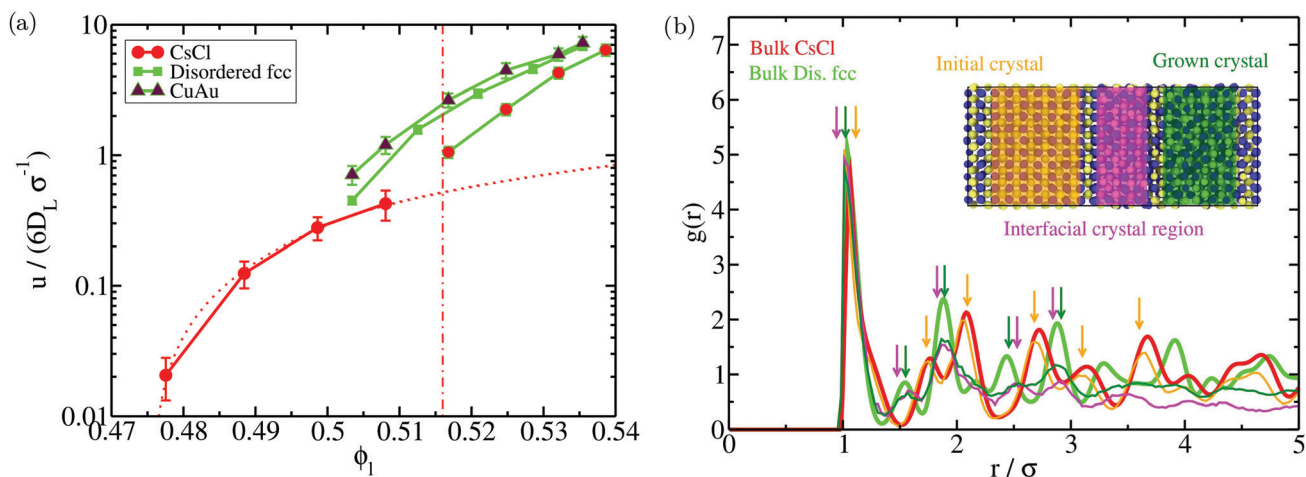 (a)
10
1
0.1
0.01
u / (6D_L σ^-1)
CsCl
Disordered fcc
CuAu
0.47 0.48 0.49 0.5 0.51 0.52 0.53 0.54
ϕ_l
(b)
7
6
5
4
3
2
1
0
g(r)
Bulk CsCl
Bulk Dis. fcc
Initial crystal
Grown crystal
Interfacial crystal region
0 1 2 3 4 5
r / σ